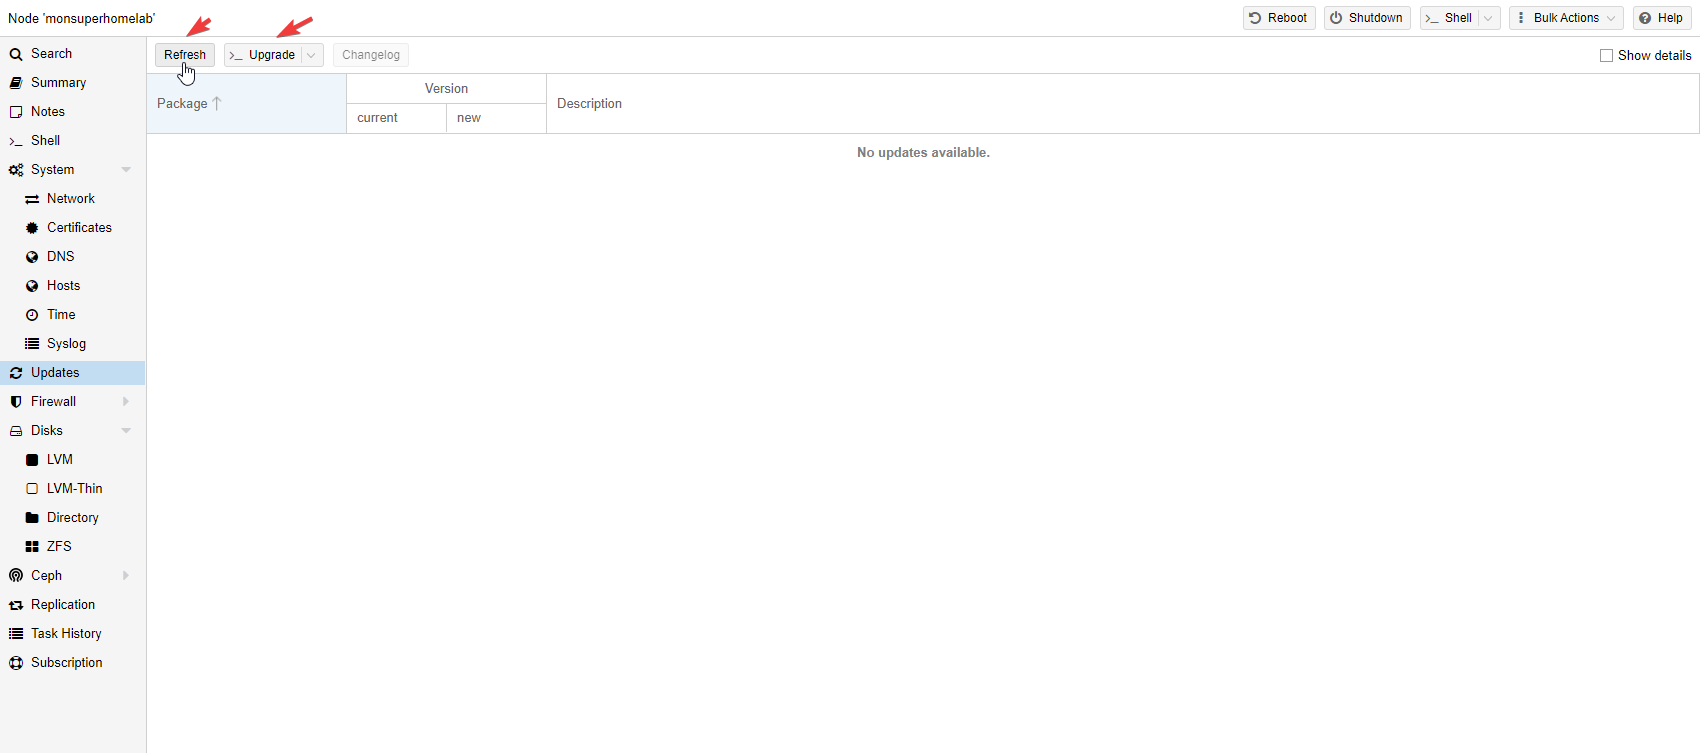 Node 'monsuperhomelab'
Reboot
Shutdown
Shell
Bulk Actions
Help
Search
Summary
Notes
Shell
System
Network
Certificates
DNS
Hosts
Time
Syslog
Updates
Firewall
Disks
LVM
LVM-Thin
Directory
ZFS
Ceph
Replication
Task History
Subscription
Refresh
Upgrade
Changelog
Show details
Package
Version
current
new
Description
No updates available.